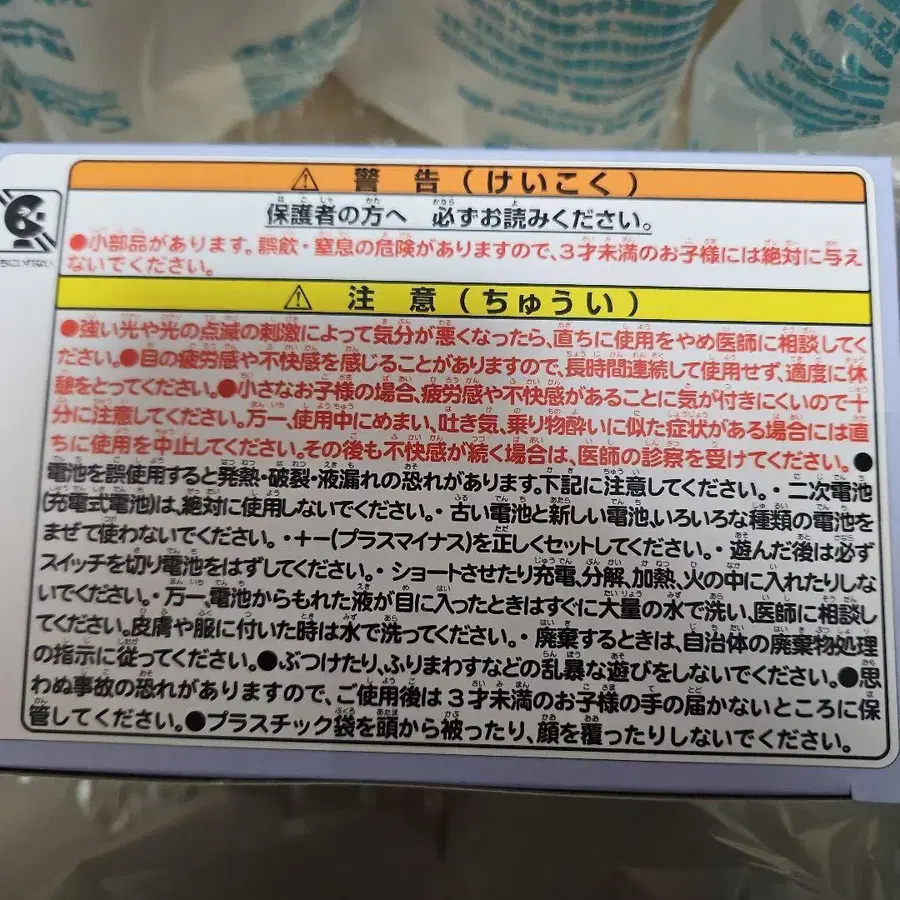 ⚠ 警告(けいこく)
保護者の方へ 必ずお読みください。
●小部品があります。誤飲・窒息の危険がありますので、3才未満のお子様には絶対に与え
ないでください。
ちにいれない
⚠ 注意(ちゅうい)
●強い光や光の点滅の刺激によって気分が悪くなったら、直ちに使用をやめ医師に相談してく
ださい。●目の疲労感や不快感を感じることがありますので、長時間連続して使用せず、適度に休
憩をとってください。●小さなお子様の場合、疲労感や不快感があることに気が付きにくいので十
分に注意してください。万一、使用中にめまい、吐き気、乗り物酔いに似た症状がある場合には直
ちに使用を中止してください。その後も不快感が続く場合は、医師の診察を受けてください。●
電池を誤使用すると発熱・破裂・液漏れの恐れがあります。下記に注意してください。・二次電池
(充電式電池)は、絶対に使用しないでください。・古い電池と新しい電池、いろいろな種類の電池を
まぜて使わないでください。・+−(プラスマイナス)を正しくセットしてください。・遊んだ後は必ず
スイッチを切り電池をはずしてください。・ショートさせたり充電、分解、加熱、火の中に入れたりしな
いでください。・万一、電池からもれた液が目に入ったときはすぐに大量の水で洗い、医師に相談し
てください。皮膚や服に付いた時は水で洗ってください。・廃棄するときは、自治体の廃棄物処理
の指示に従ってください。●ぶつけたり、ふりまわすなどの乱暴な遊びをしないでください。●思
わぬ事故の恐れがありますので、ご使用後は3才未満のお子様の手の届かないところに保
管してください。●プラスチック袋を頭から被ったり、顔を覆ったりしないでください。